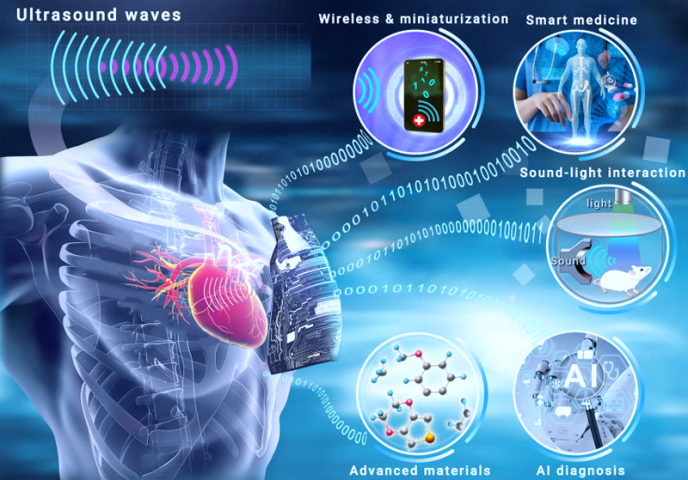 Ultrasound waves
Wireless & miniaturization
Smart medicine
Sound-light interaction
light
Sound
AI
Advanced materials
AI diagnosis